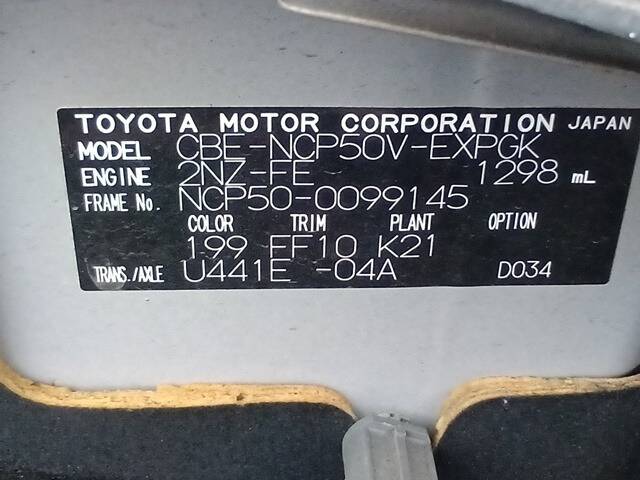 TOYOTA MOTOR CORPORATION JAPAN
MODEL CBE-NCP50V-EXPGK
ENGINE 2NZ-FE 1298 mL
FRAME No. NCP50-0099145
COLOR TRIM PLANT OPTION
199 FF10 K21
TRANS./AXLE U441E -04A D034